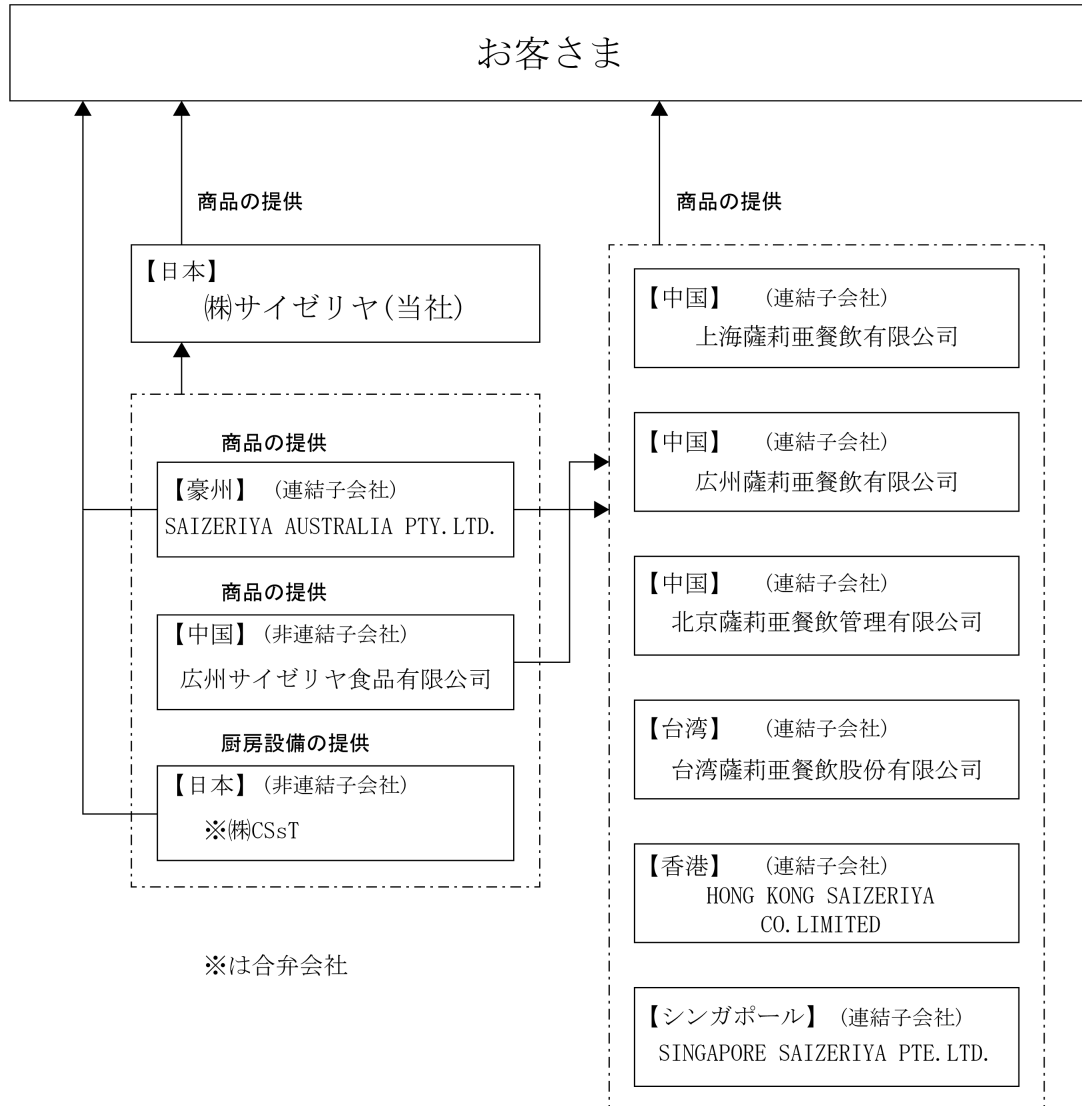 お客さま
商品の提供
商品の提供
【日本】
㈱サイゼリヤ(当社)
商品の提供
【豪州】 (連結子会社)
SAIZERIYA AUSTRALIA PTY.LTD.
商品の提供
【中国】(非連結子会社)
広州サイゼリヤ食品有限公司
厨房設備の提供
【日本】(非連結子会社)
※㈱CSsT
※は合弁会社
【中国】 (連結子会社)
上海薩莉亜餐飲有限公司
【中国】 (連結子会社)
広州薩莉亜餐飲有限公司
【中国】 (連結子会社)
北京薩莉亜餐飲管理有限公司
【台湾】 (連結子会社)
台湾薩莉亜餐飲股份有限公司
【香港】 (連結子会社)
HONG KONG SAIZERIYA
CO.LIMITED
【シンガポール】 (連結子会社)
SINGAPORE SAIZERIYA PTE.LTD.